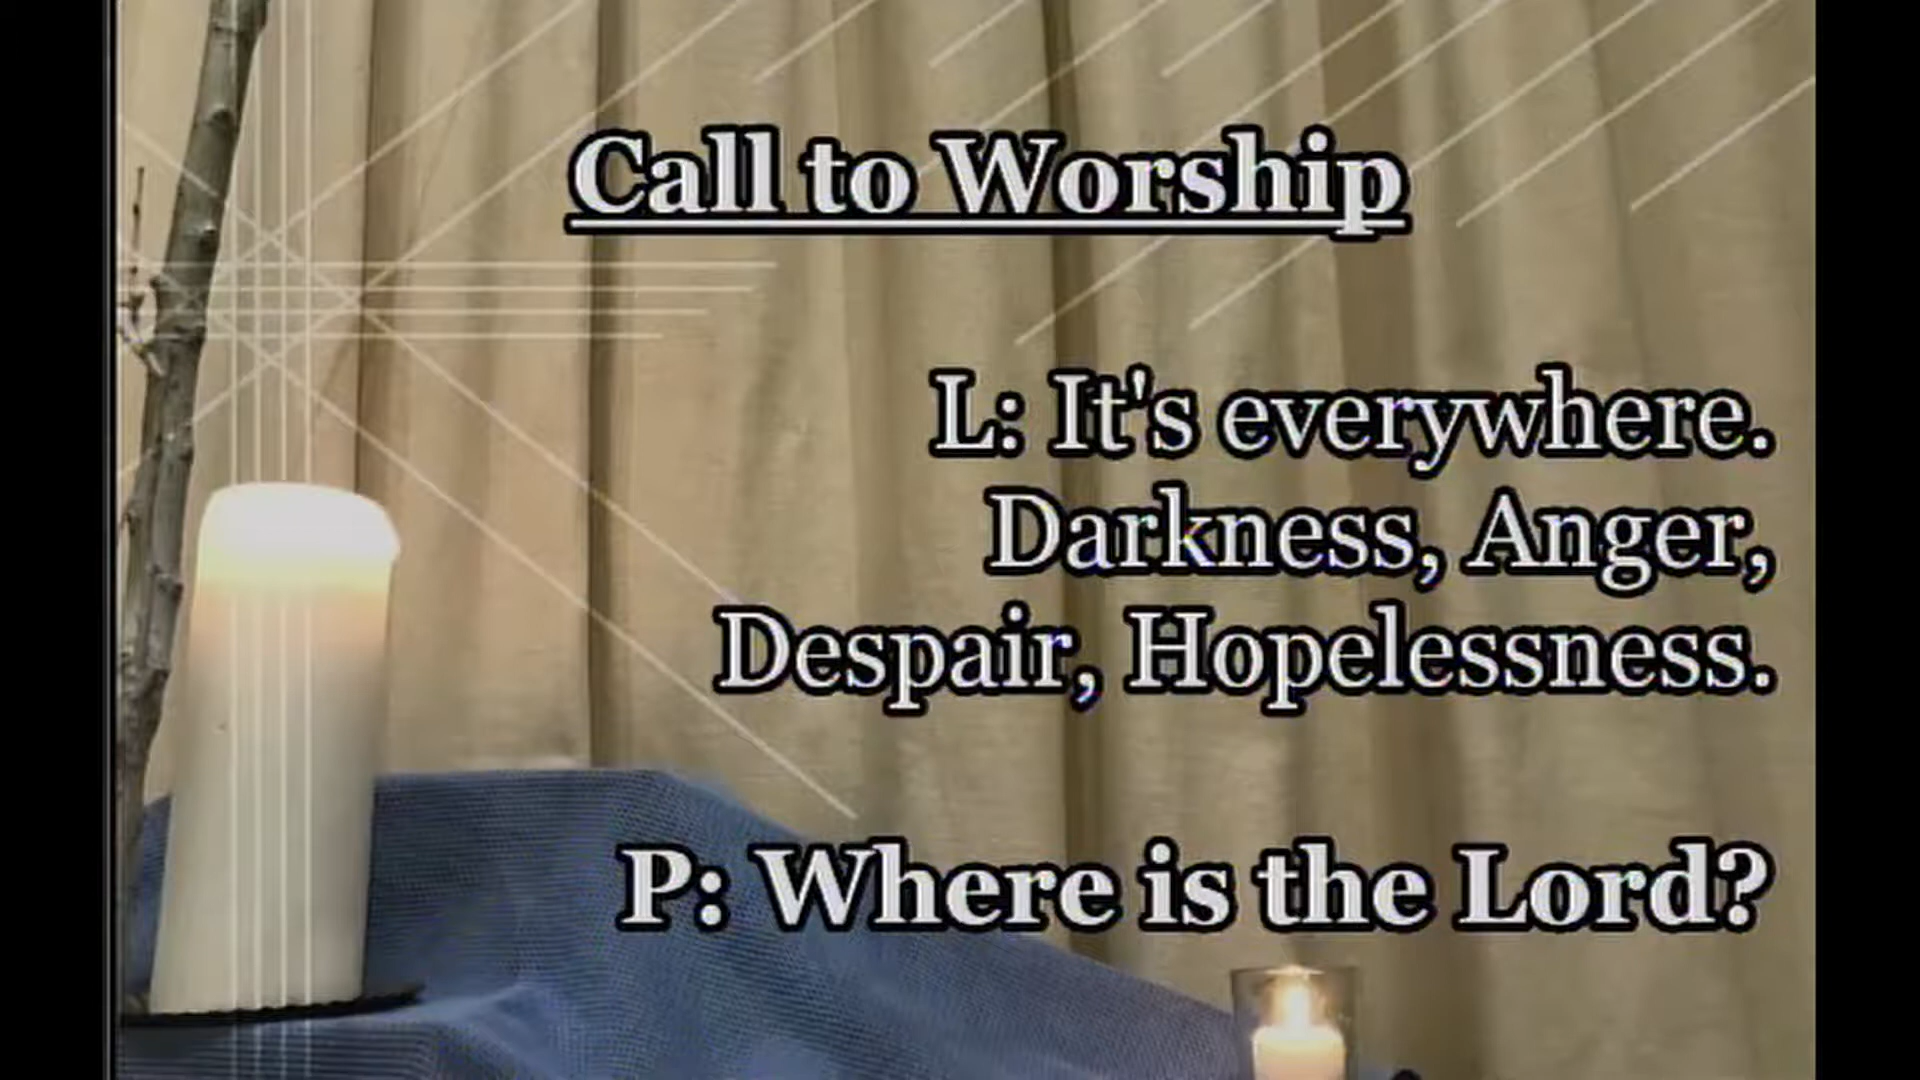 Call to Worship
L: It's everywhere.
Darkness, Anger,
Despair, Hopelessness.
P: Where is the Lord?